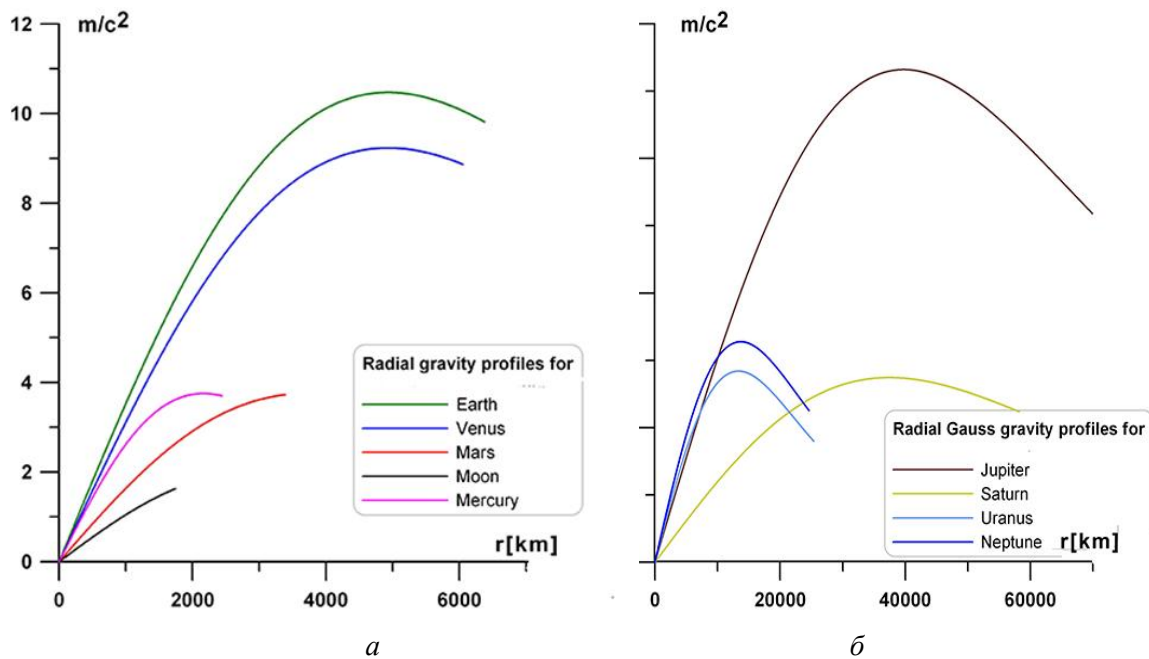 12
10
8
6
4
2
0
m/c²
Radial gravity profiles for
Earth
Venus
Mars
Moon
Mercury
r[km]
0 2000 4000 6000
а
m/c²
Radial Gauss gravity profiles for
Jupiter
Saturn
Uranus
Neptune
r[km]
0 20000 40000 60000
б